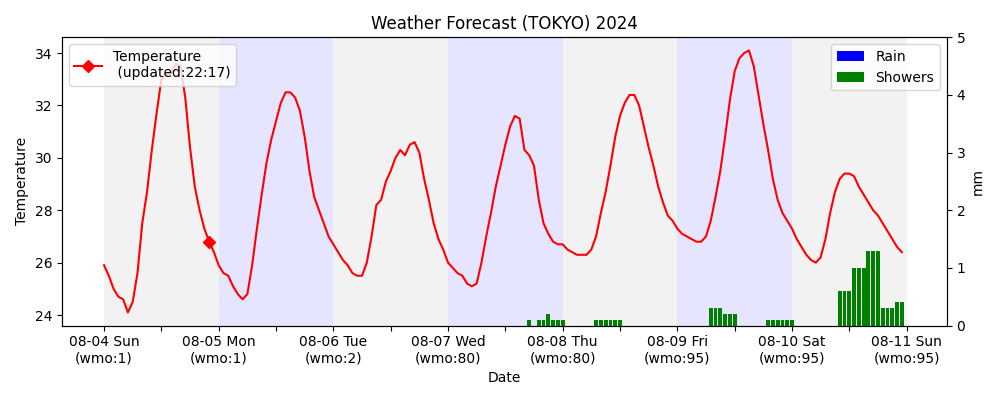 Weather Forecast (TOKYO) 2024
Temperature
(updated:22:17)
Rain
Showers
Temperature
34
32
30
28
26
24
5
4
3
2
1
0
mm
08-04 Sun
(wmo:1)
08-05 Mon
(wmo:1)
08-06 Tue
(wmo:2)
08-07 Wed
(wmo:80)
08-08 Thu
(wmo:80)
08-09 Fri
(wmo:95)
08-10 Sat
(wmo:95)
08-11 Sun
(wmo:95)
Date